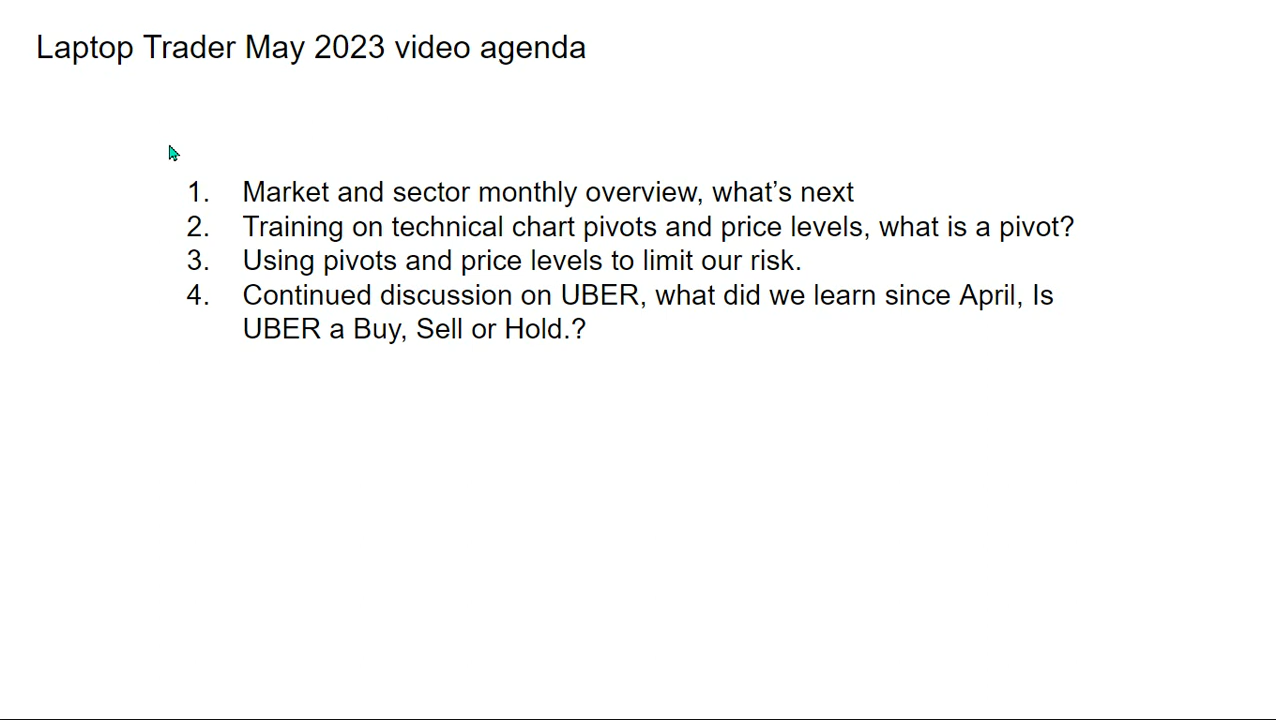 Laptop Trader May 2023 video agenda
1. Market and sector monthly overview, what’s next
2. Training on technical chart pivots and price levels, what is a pivot?
3. Using pivots and price levels to limit our risk.
4. Continued discussion on UBER, what did we learn since April, Is
UBER a Buy, Sell or Hold.?